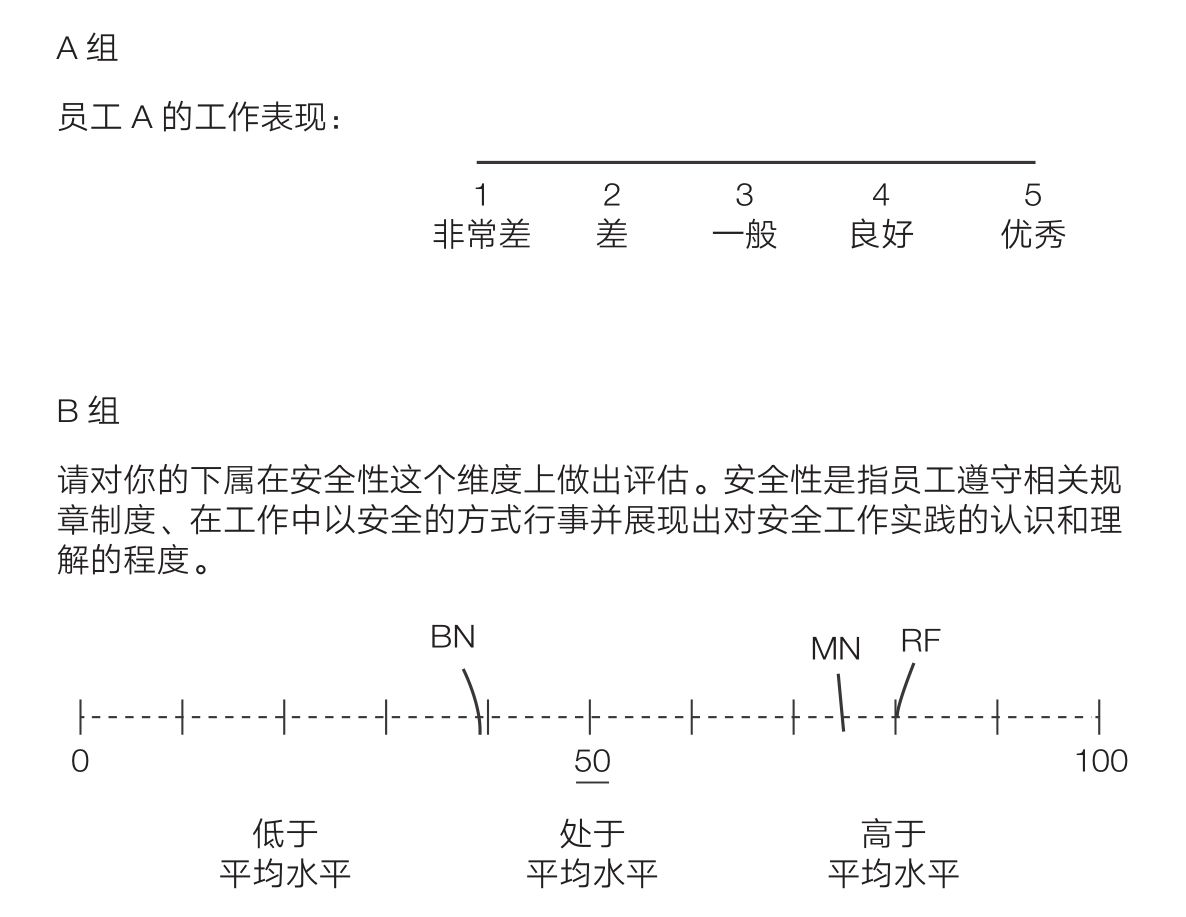 A 组
员工 A 的工作表现：
1 2 3 4 5
非常差 差 一般 良好 优秀
B 组
请对你的下属在安全性这个维度上做出评估。安全性是指员工遵守相关规
章制度、在工作中以安全的方式行事并展现出对安全工作实践的认识和理
解的程度。
BN MN RF
0 50 100
低于 处于 高于
平均水平 平均水平 平均水平